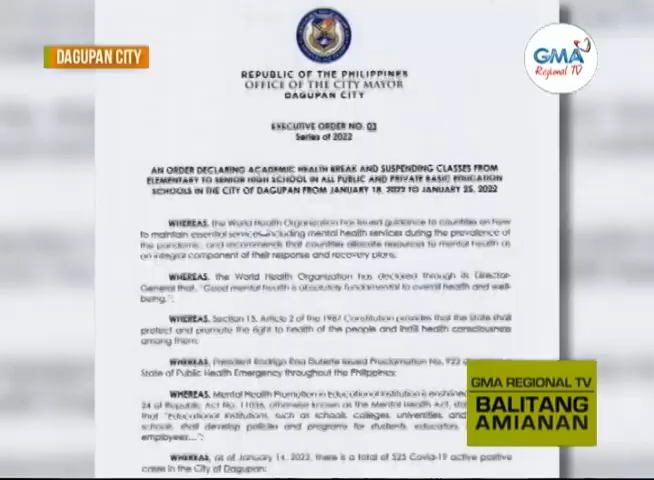 DAGUPAN CITY
GMA
Regional TV
REPUBLIC OF THE PHILIPPINES
OFFICE OF THE CITY MAYOR
DAGUPAN CITY
EXECUTIVE ORDER NO. 03
Series of 2022
AN ORDER DECLARING ACADEMIC HEALTH BREAK AND SUSPENDING CLASSES FROM
ELEMENTARY TO SENIOR HIGH SCHOOL IN ALL PUBLIC AND PRIVATE BASIC EDUCATION
SCHOOLS IN THE CITY OF DAGUPAN FROM JANUARY 18, 2022 TO JANUARY 25, 2022
WHEREAS, the World Health Organization has issued guidance to countries on how
to maintain essential services including mental health services during the prevalence of
the pandemic, and recommends that countries allocate resources to mental health as
an integral component of their response and recovery plans;
WHEREAS, the World Health Organization has declared through its Director-
General that, "Good mental health is absolutely fundamental to overall health and well-
being.";
WHEREAS, Section 15, Article 2 of the 1987 Constitution provides that the State shall
protect and promote the right to health of the people and instill health consciousness
among them;
WHEREAS, President Rodrigo Roa Duterte issued Proclamation No. 922
State of Public Health Emergency throughout the Philippines;
WHEREAS, Mental Health Promotion in Educational Institution is enshrined
24 of Republic Act No. 11036, otherwise known as the Mental Health Act,
that "Educational Institutions, such as schools, colleges, universities, and
schools, shall develop policies and programs for students, educators,
employees...";
WHEREAS, as of January 14, 2023, there is a total of 525 Covid-19 active positive
cases in the City of Dagupan;
GMA REGIONAL TV
BALITANG
AMIANAN